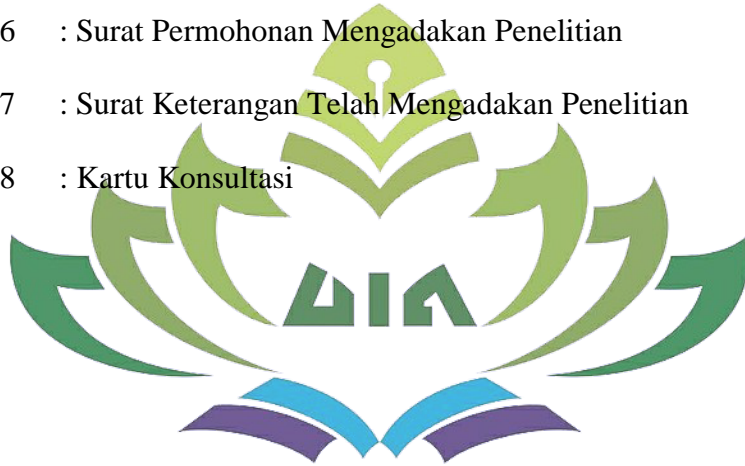 6 : Surat Permohonan Mengadakan Penelitian
7 : Surat Keterangan Telah Mengadakan Penelitian
8 : Kartu Konsultasi
UIN